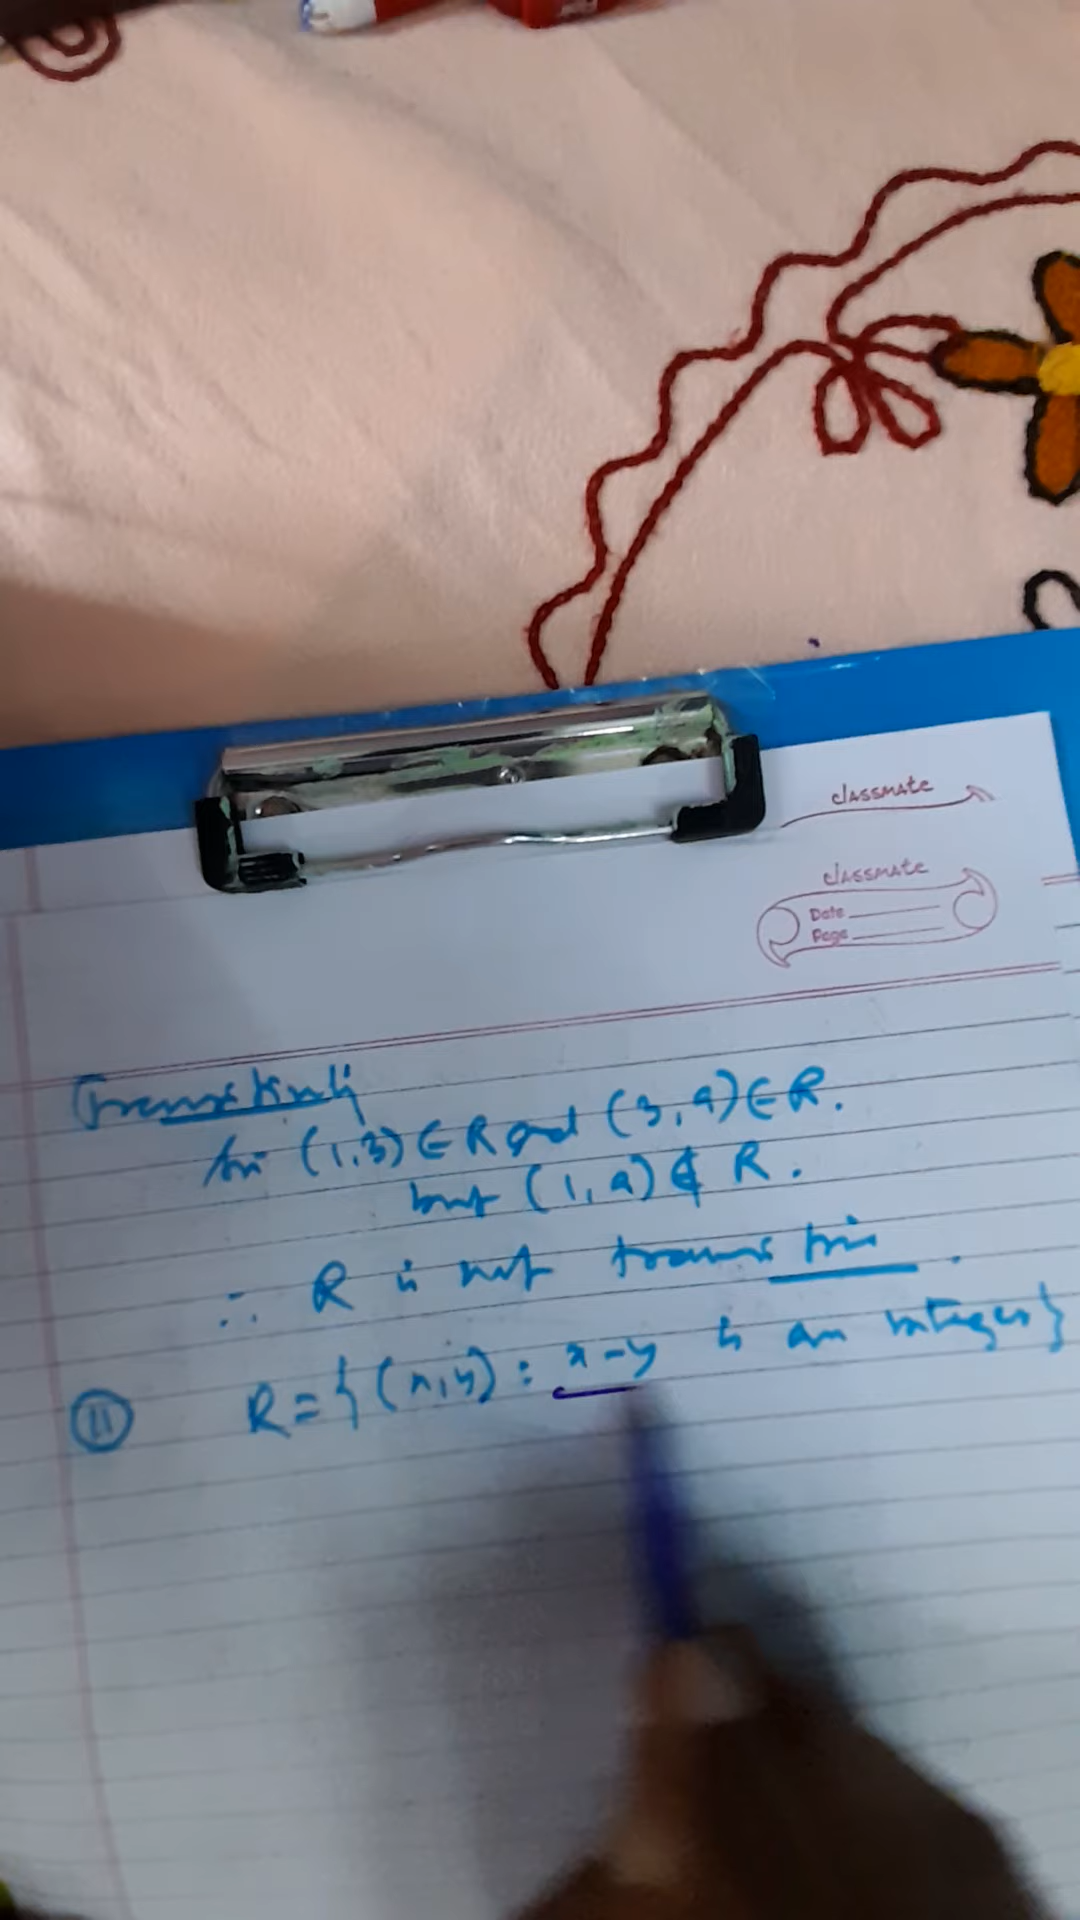 classmate
classmate
Date
Page
Transitivity
for (1,3) ∈ R and (3,9) ∈ R.
but (1,9) ∉ R.
∴ R is not transitive.
(11) R = {(x,y) : x-y is an integer}